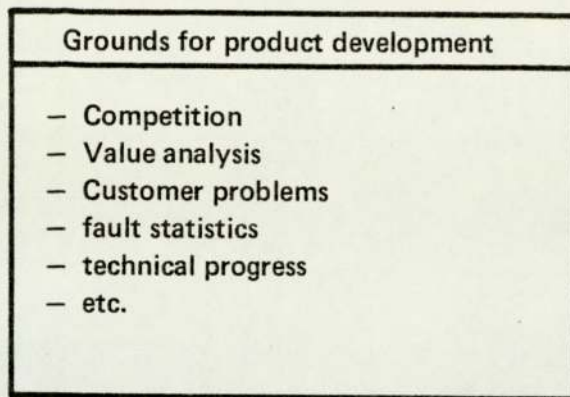 Grounds for product development
— Competition
— Value analysis
— Customer problems
— fault statistics
— technical progress
— etc.